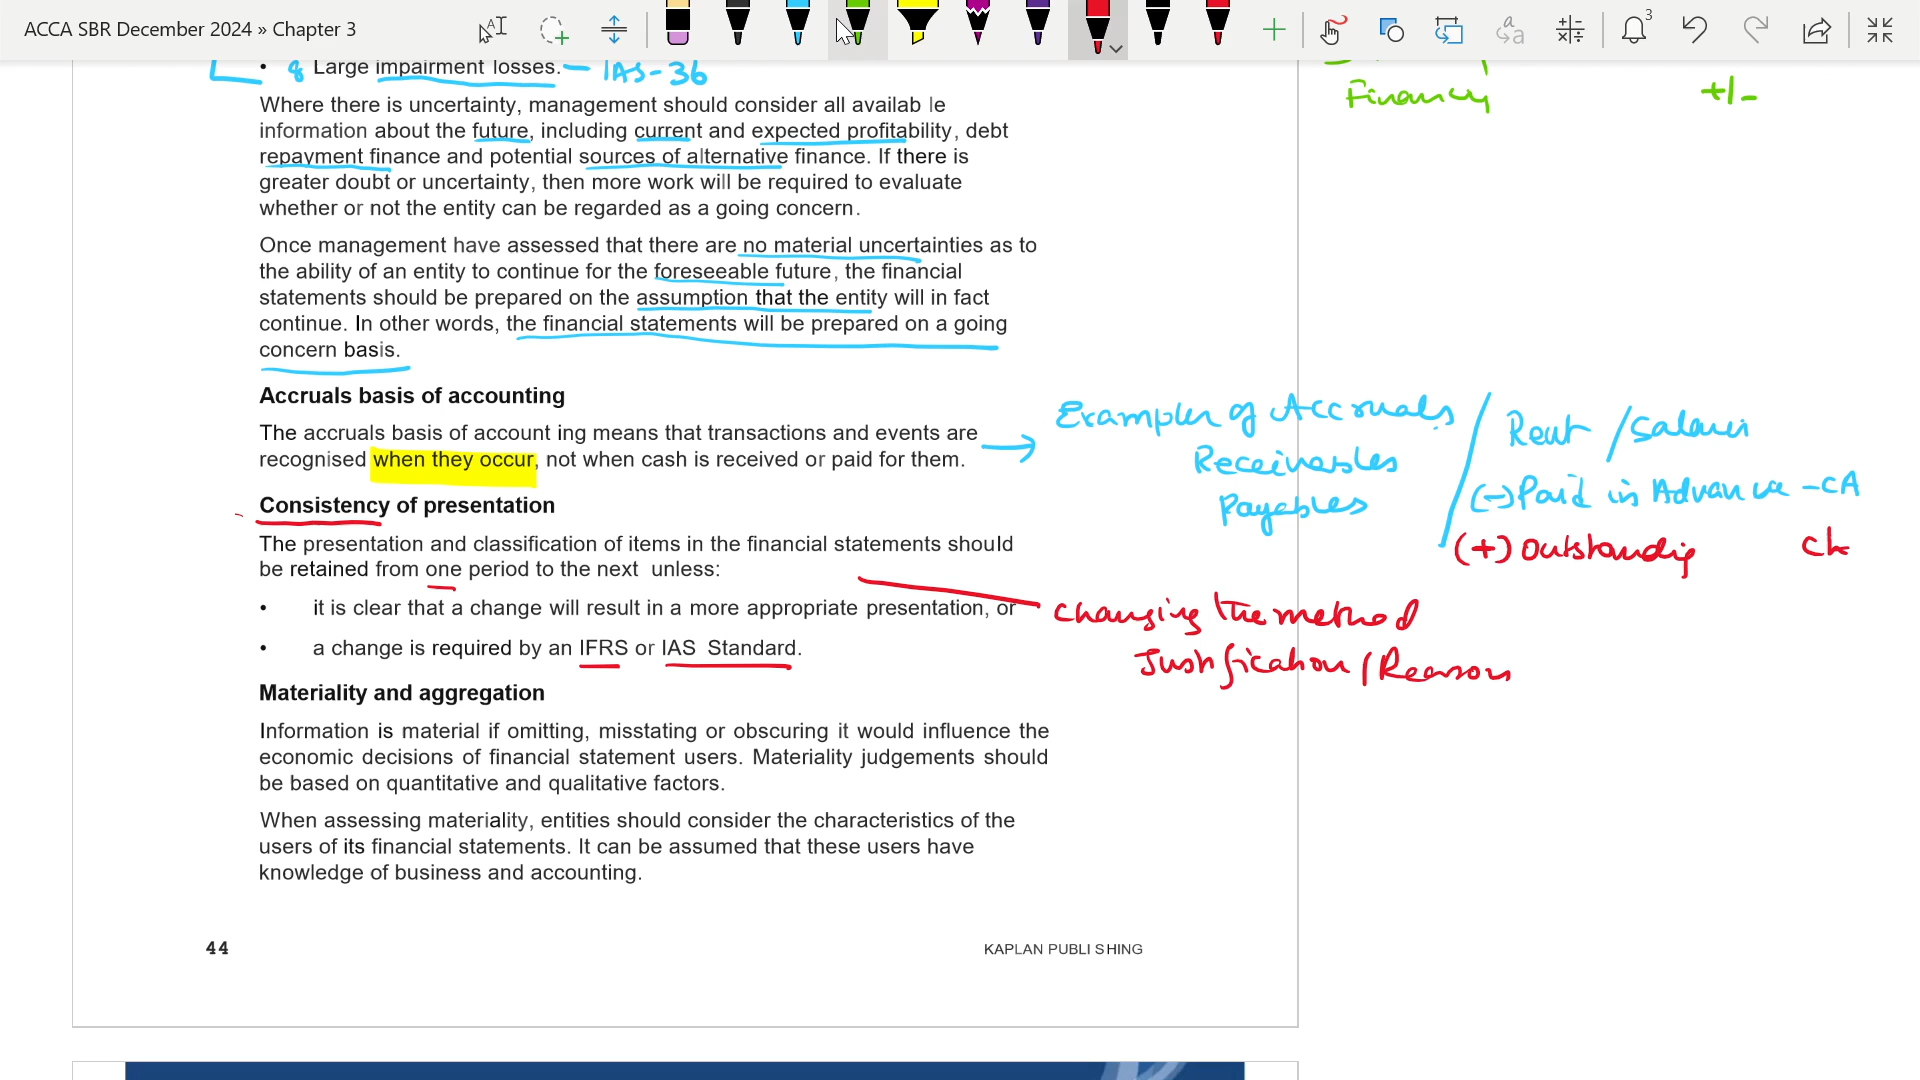 ACCA SBR December 2024 » Chapter 3
3
8 Large impairment losses. – IAS-36
Financing +/-
Where there is uncertainty, management should consider all availab le
information about the future, including current and expected profitability, debt
repayment finance and potential sources of alternative finance. If there is
greater doubt or uncertainty, then more work will be required to evaluate
whether or not the entity can be regarded as a going concern.
Once management have assessed that there are no material uncertainties as to
the ability of an entity to continue for the foreseeable future, the financial
statements should be prepared on the assumption that the entity will in fact
continue. In other words, the financial statements will be prepared on a going
concern basis.
Accruals basis of accounting
The accruals basis of account ing means that transactions and events are
recognised when they occur, not when cash is received or paid for them.
Examples of Accruals
Receivables
Payables
Rent / Salaries
(-) Paid in Advance - CA
(+) Outstanding
Consistency of presentation
The presentation and classification of items in the financial statements should
be retained from one period to the next unless:
• it is clear that a change will result in a more appropriate presentation, or
• a change is required by an IFRS or IAS Standard.
Changing the method
Justification / Reason
Materiality and aggregation
Information is material if omitting, misstating or obscuring it would influence the
economic decisions of financial statement users. Materiality judgements should
be based on quantitative and qualitative factors.
When assessing materiality, entities should consider the characteristics of the
users of its financial statements. It can be assumed that these users have
knowledge of business and accounting.
44 KAPLAN PUBLI SHING